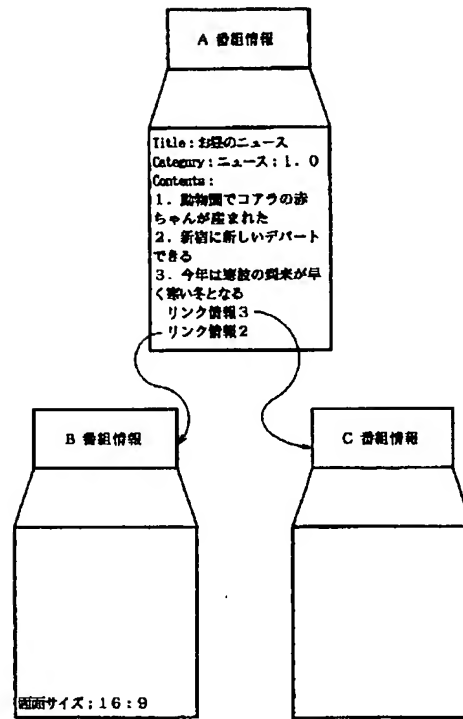 A 番組情報
Title:お昼のニュース
Category:ニュース:1.0
Contents:
1.動物園でコアラの赤
ちゃんが産まれた
2.新宿に新しいデパート
できる
3.今年は寒波の到来が早
く寒い冬となる
リンク情報3
リンク情報2
B 番組情報
C 番組情報
画面サイズ;16:9